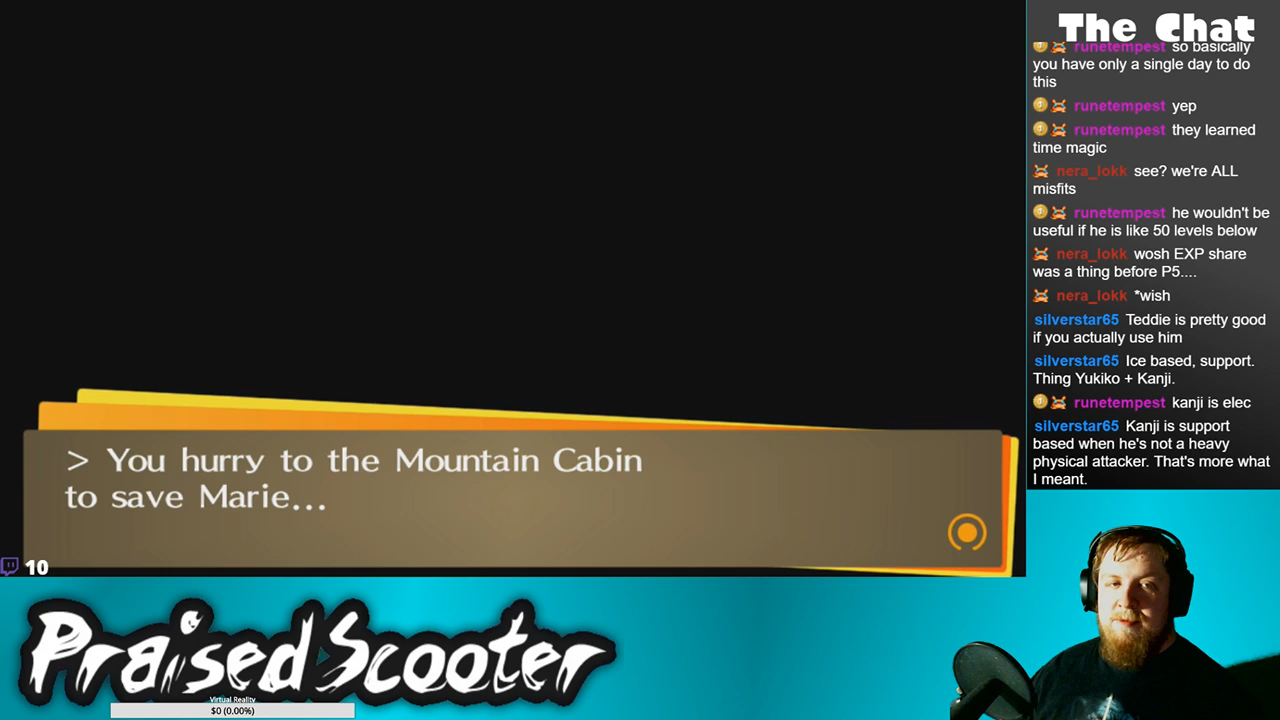 The Chat
runetempest so basically
you have only a single day to do
this
runetempest yep
runetempest they learned
time magic
nera_lokk see? we're ALL
misfits
runetempest he wouldn't be
useful if he is like 50 levels below
nera_lokk wosh EXP share
was a thing before P5....
nera_lokk *wish
silverstar65 Teddie is pretty good
if you actually use him
silverstar65 Ice based, support.
Thing Yukiko + Kanji.
runetempest kanji is elec
silverstar65 Kanji is support
based when he's not a heavy
physical attacker. That's more what
I meant.
> You hurry to the Mountain Cabin
to save Marie...
10
PraisedScooter
Virtual Reality
$0 (0.00%)